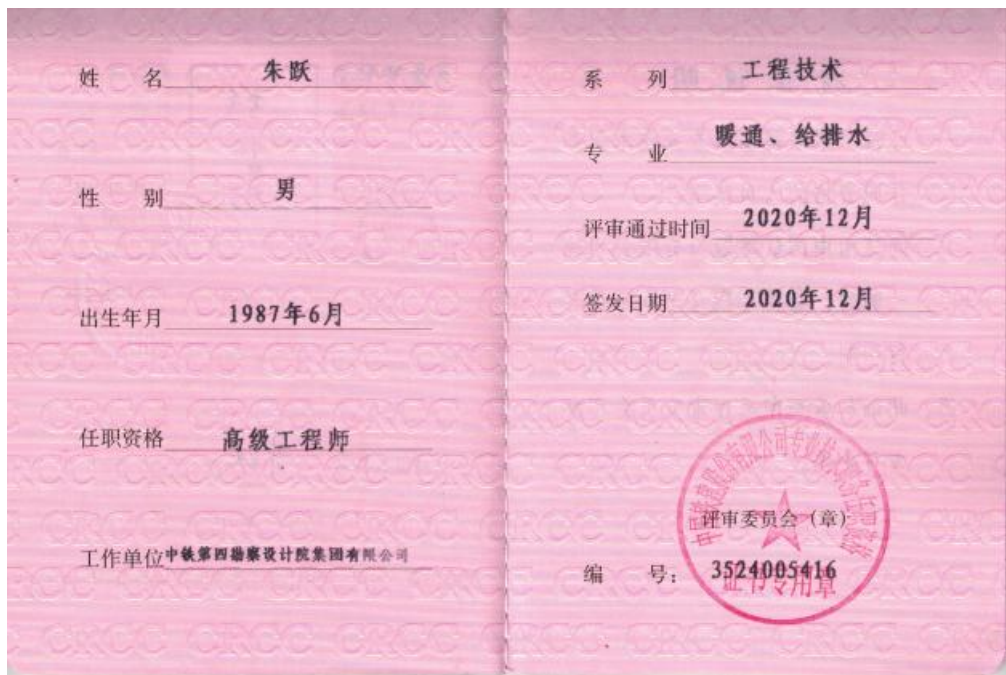 姓 名 朱跃
性 别 男
出生年月 1987年6月
任职资格 高级工程师
工作单位 中铁第四勘察设计院集团有限公司
系 列 工程技术
专 业 暖通、给排水
评审通过时间 2020年12月
签发日期 2020年12月
评审委员会（章）
编 号： 3524005416
证书专用章
CRCC